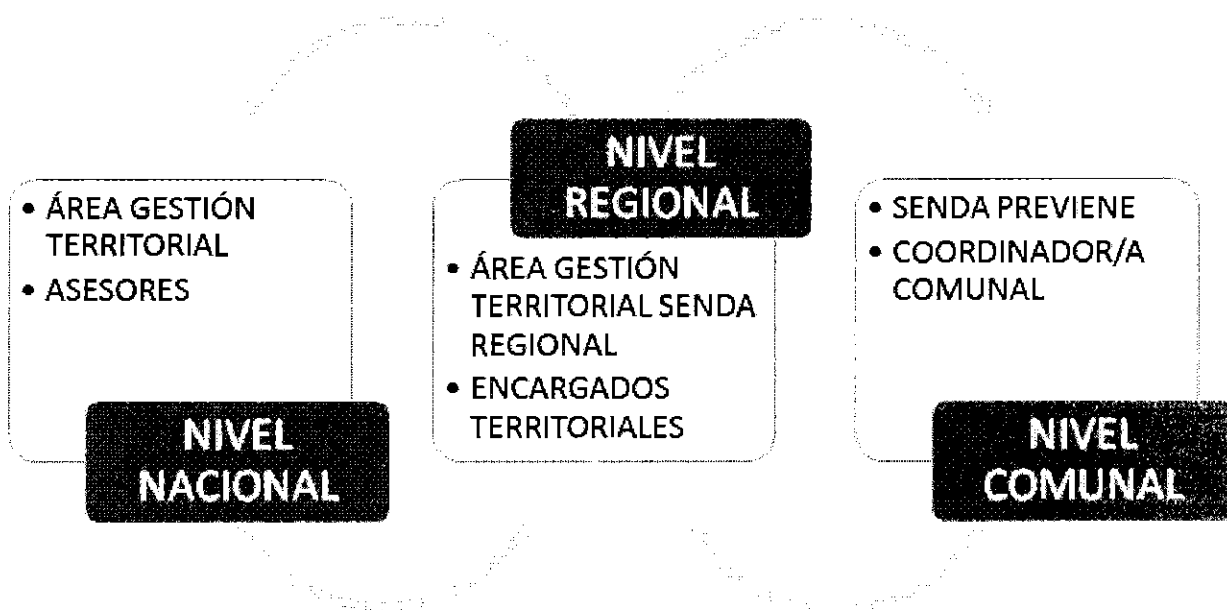 • ÁREA GESTIÓN
TERRITORIAL
• ASESORES
NIVEL
NACIONAL
NIVEL
REGIONAL
• ÁREA GESTIÓN
TERRITORIAL SENDA
REGIONAL
• ENCARGADOS
TERRITORIALES
• SENDA PREVIENE
• COORDINADOR/A
COMUNAL
NIVEL
COMUNAL